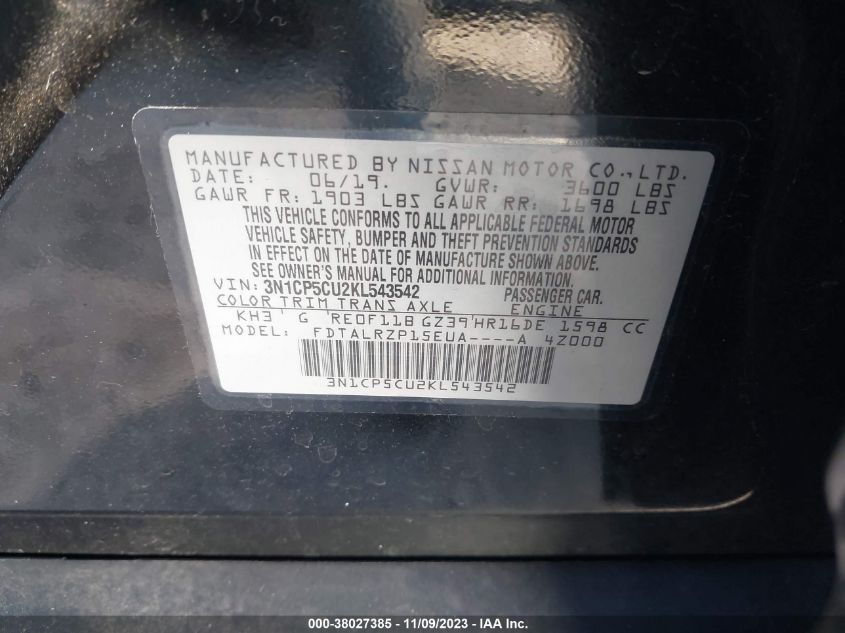 MANUFACTURED BY NISSAN MOTOR CO., LTD.
DATE: 06/19. GVWR: 3600 LBS
GAWR FR: 1903 LBS GAWR RR: 1698 LBS
THIS VEHICLE CONFORMS TO ALL APPLICABLE FEDERAL MOTOR
VEHICLE SAFETY, BUMPER AND THEFT PREVENTION STANDARDS
IN EFFECT ON THE DATE OF MANUFACTURE SHOWN ABOVE.
SEE OWNER'S MANUAL FOR ADDITIONAL INFORMATION.
VIN: 3N1CP5CU2KL543542 PASSENGER CAR.
COLOR TRIM TRANS AXLE ENGINE
KH3 G RE0F11B GZ39 HR16DE 1598 CC
MODEL: FDTALRZP15EUA----A 4Z000
3N1CP5CU2KL543542
000-38027385 - 11/09/2023 - IAA Inc.